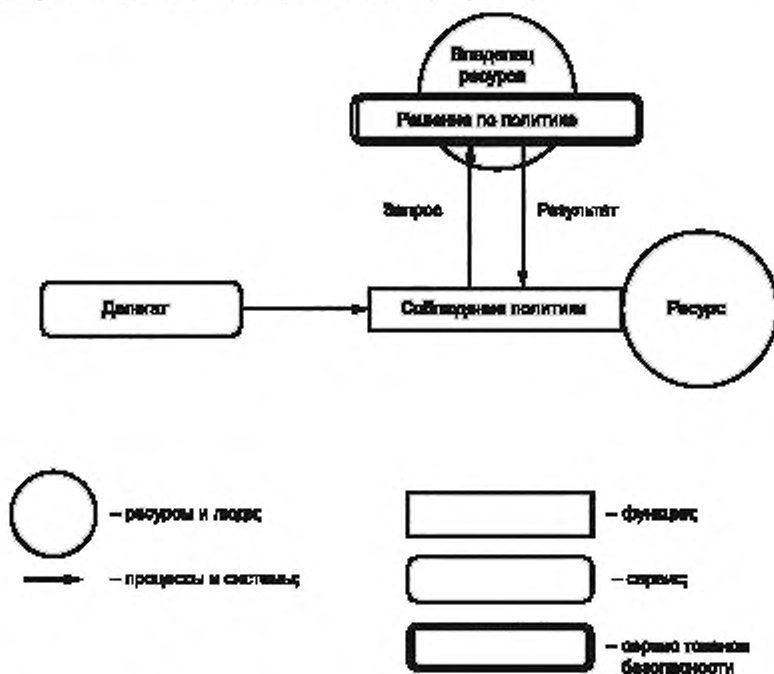 Владелец
ресурса
Решение по политике
Запрос
Результат
Делегат
Соблюдение политики
Ресурс
– ресурсы и люди;
– функция;
– процессы и системы;
– сервис;
– сервис токенов
безопасности